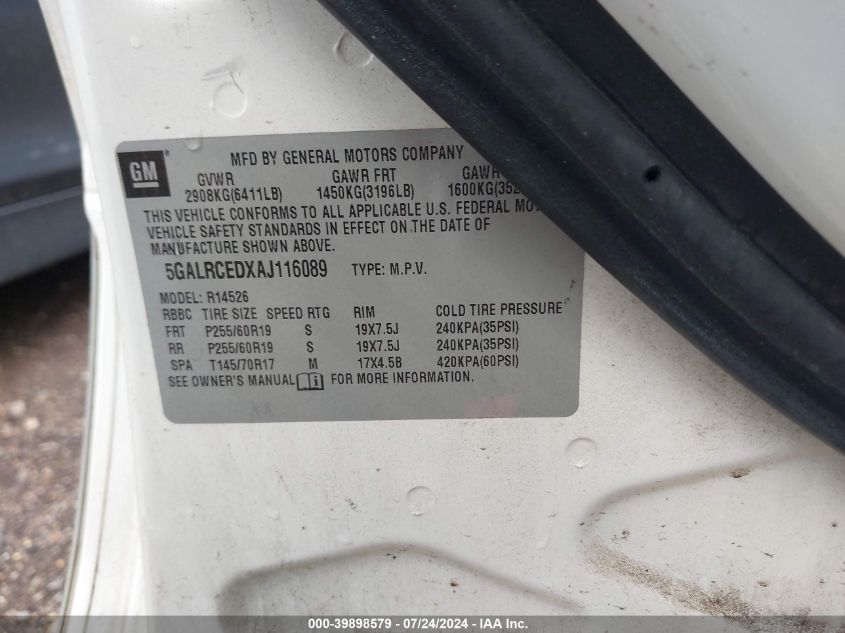 GM
MFD BY GENERAL MOTORS COMPANY
GVWR GAWR FRT GAWR
2908KG(6411LB) 1450KG(3196LB) 1600KG(352
THIS VEHICLE CONFORMS TO ALL APPLICABLE U.S. FEDERAL
VEHICLE SAFETY STANDARDS IN EFFECT ON THE DATE OF
MANUFACTURE SHOWN ABOVE.
5GALRCEDXAJ116089 TYPE: M.P.V.
MODEL: R14526
RBBC TIRE SIZE SPEED RTG RIM COLD TIRE PRESSURE
FRT P255/60R19 S 19X7.5J 240KPA(35PSI)
RR P255/60R19 S 19X7.5J 240KPA(35PSI)
SPA T145/70R17 M 17X4.5B 420KPA(60PSI)
SEE OWNER'S MANUAL FOR MORE INFORMATION.
000-39898579 / 07/24/2024 - IAA Inc.